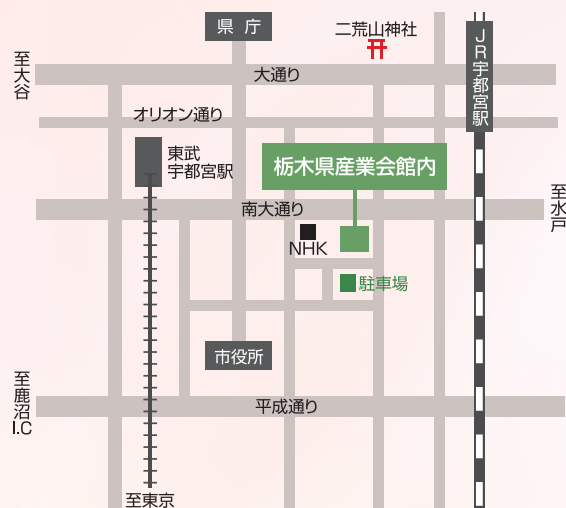 県 庁
二荒山神社
至大谷
大通り
JR宇都宮駅
オリオン通り
東武
宇都宮駅
栃木県産業会館内
至水戸
南大通り
NHK
駐車場
市役所
至鹿沼I.C
平成通り
至東京